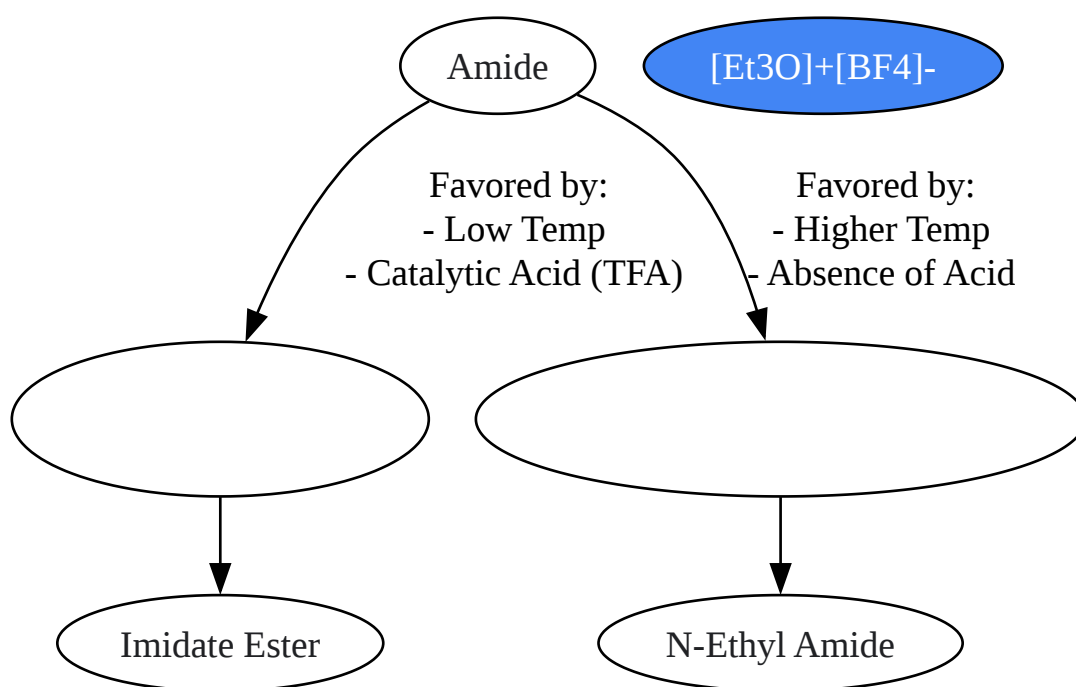 Amide
[Et3O]+[BF4]-
Favored by:
- Low Temp
- Catalytic Acid (TFA)
Favored by:
- Higher Temp
- Absence of Acid
Imidate Ester
N-Ethyl Amide